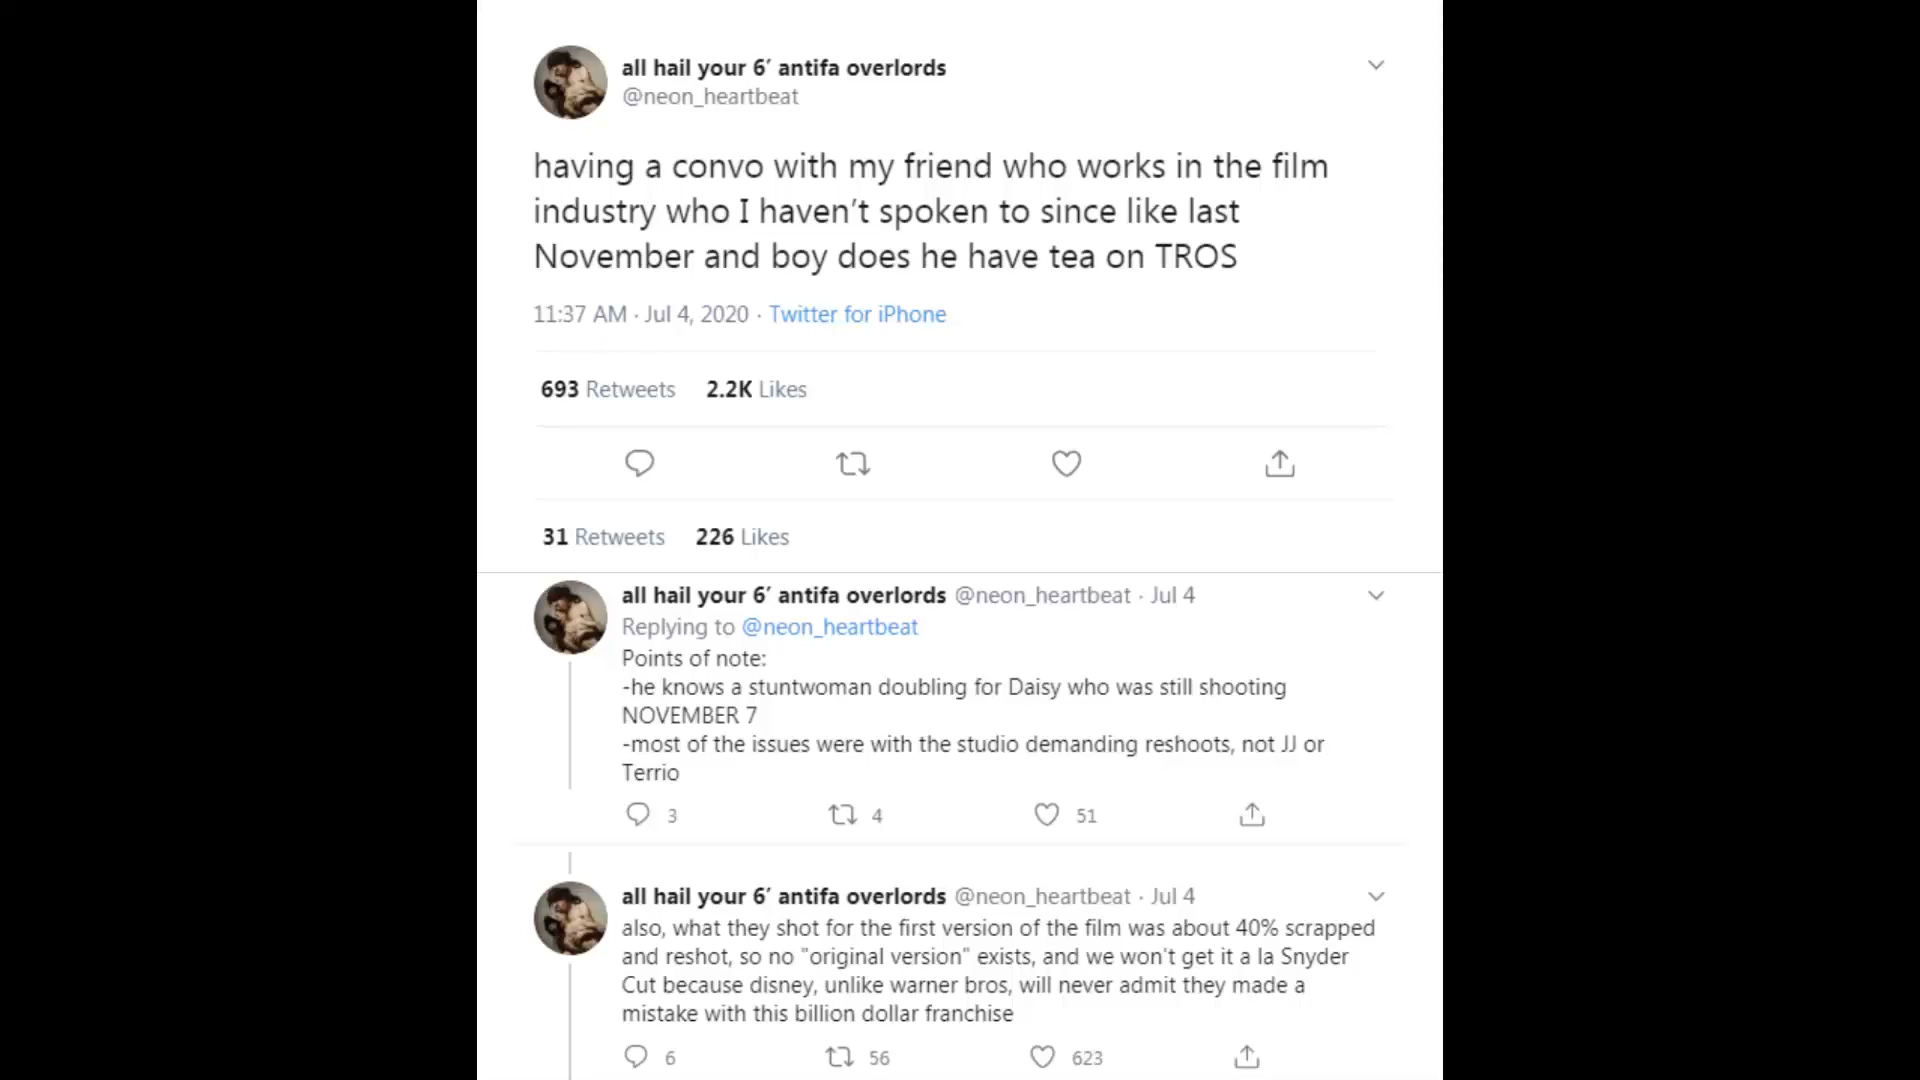 all hail your 6′ antifa overlords
@neon_heartbeat
having a convo with my friend who works in the film
industry who I haven’t spoken to since like last
November and boy does he have tea on TROS
11:37 AM · Jul 4, 2020 · Twitter for iPhone
693 Retweets 2.2K Likes
31 Retweets 226 Likes
all hail your 6′ antifa overlords @neon_heartbeat · Jul 4
Replying to @neon_heartbeat
Points of note:
-he knows a stuntwoman doubling for Daisy who was still shooting
NOVEMBER 7
-most of the issues were with the studio demanding reshoots, not JJ or
Terrio
3 4 51
all hail your 6′ antifa overlords @neon_heartbeat · Jul 4
also, what they shot for the first version of the film was about 40% scrapped
and reshot, so no "original version" exists, and we won't get it a la Snyder
Cut because disney, unlike warner bros, will never admit they made a
mistake with this billion dollar franchise
6 56 623